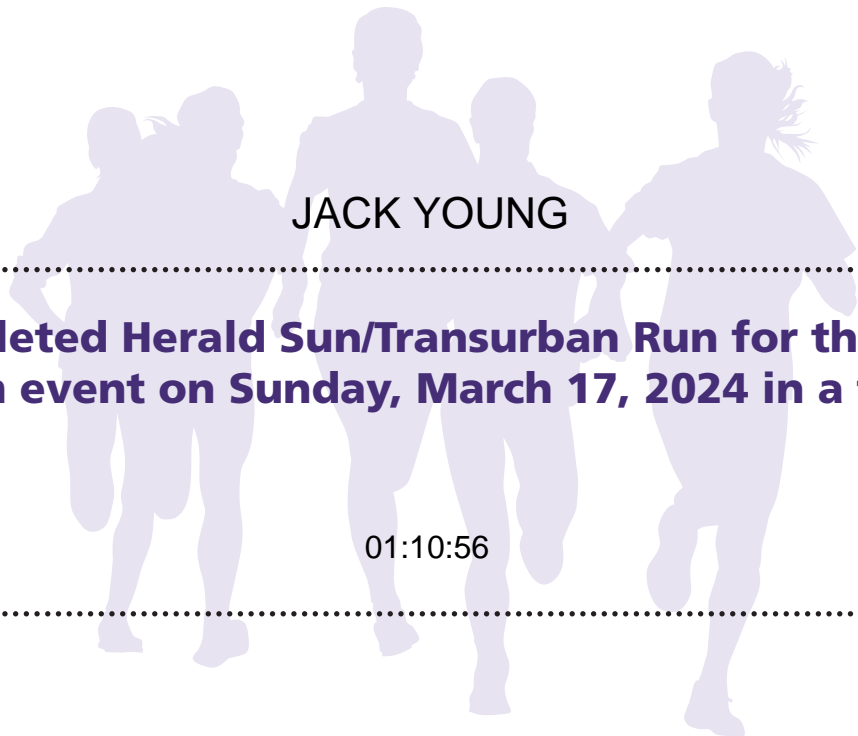 JACK YOUNG
leted Herald Sun/Transurban Run for th
event on Sunday, March 17, 2024 in a
01:10:56